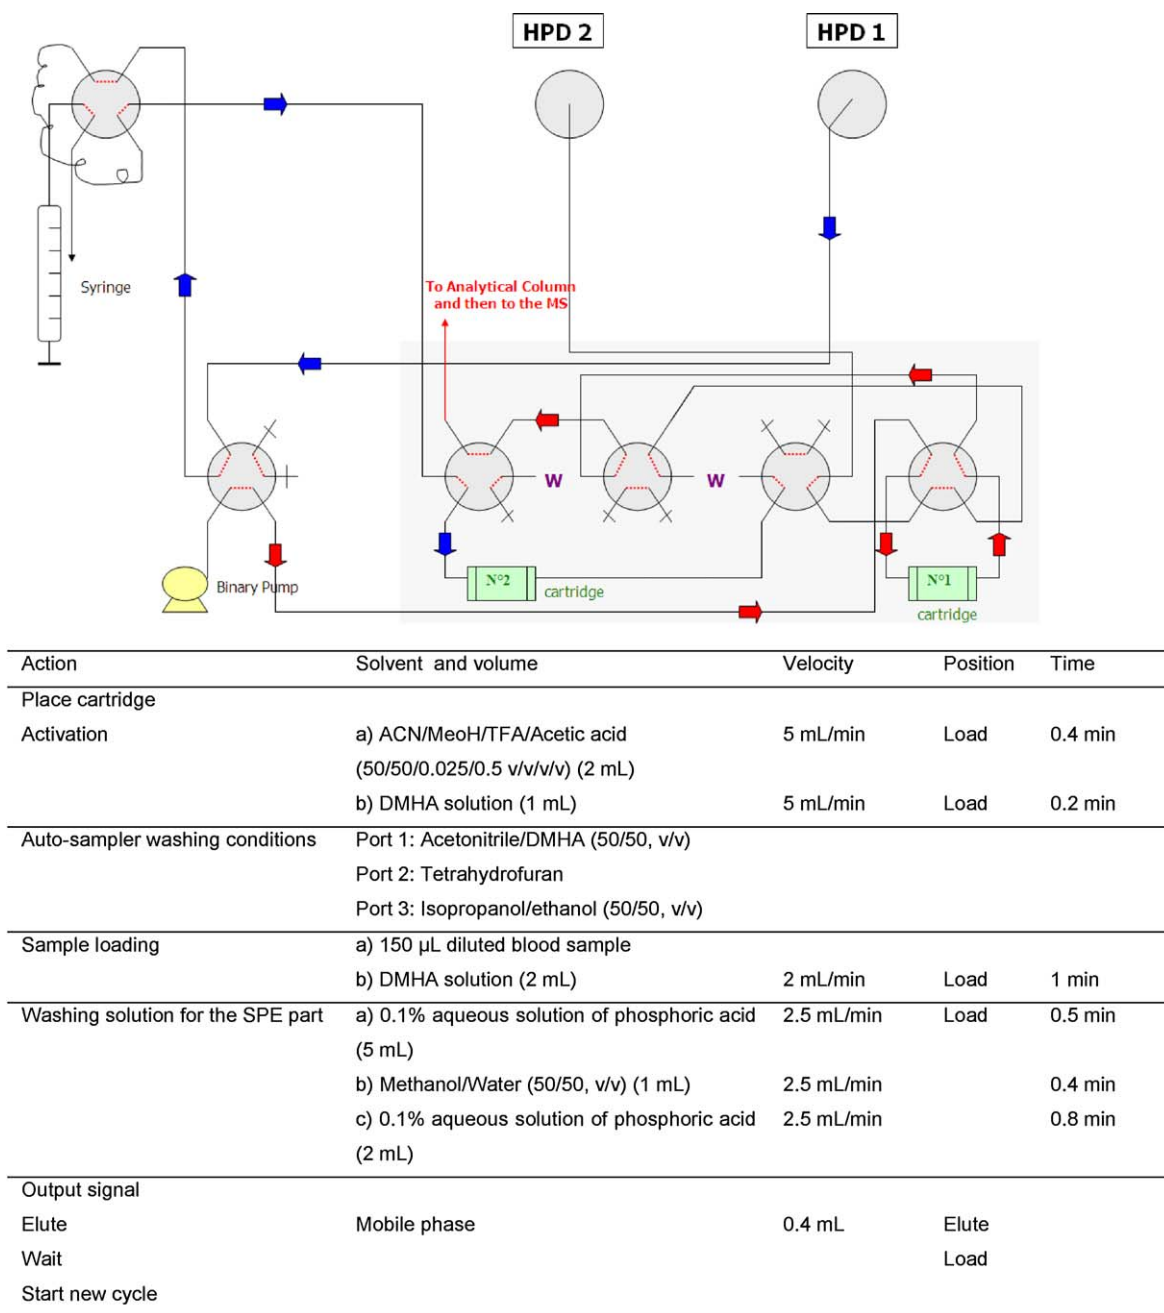 HPD 2
HPD 1
Syringe
To Analytical Column
and then to the MS
W
W
Binary Pump
N°2
cartridge
N°1
cartridge
Action Solvent and volume Velocity Position Time
Place cartridge
Activation a) ACN/MeoH/TFA/Acetic acid 5 mL/min Load 0.4 min
(50/50/0.025/0.5 v/v/v/v) (2 mL)
b) DMHA solution (1 mL) 5 mL/min Load 0.2 min
Auto-sampler washing conditions Port 1: Acetonitrile/DMHA (50/50, v/v)
Port 2: Tetrahydrofuran
Port 3: Isopropanol/ethanol (50/50, v/v)
Sample loading a) 150 µL diluted blood sample
b) DMHA solution (2 mL) 2 mL/min Load 1 min
Washing solution for the SPE part a) 0.1% aqueous solution of phosphoric acid 2.5 mL/min Load 0.5 min
(5 mL)
b) Methanol/Water (50/50, v/v) (1 mL) 2.5 mL/min 0.4 min
c) 0.1% aqueous solution of phosphoric acid 2.5 mL/min 0.8 min
(2 mL)
Output signal
Elute Mobile phase 0.4 mL Elute
Wait Load
Start new cycle